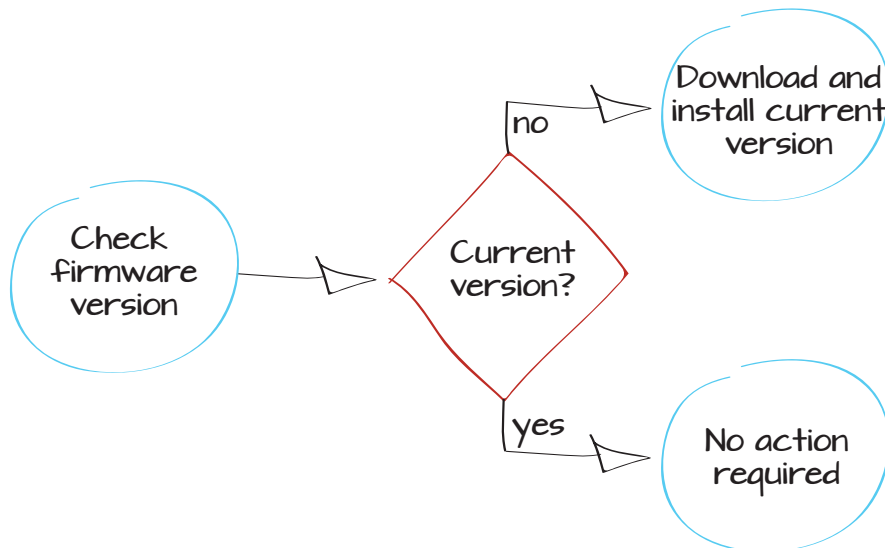 Check
firmware
version
Current
version?
no
Download and
install current
version
yes
No action
required